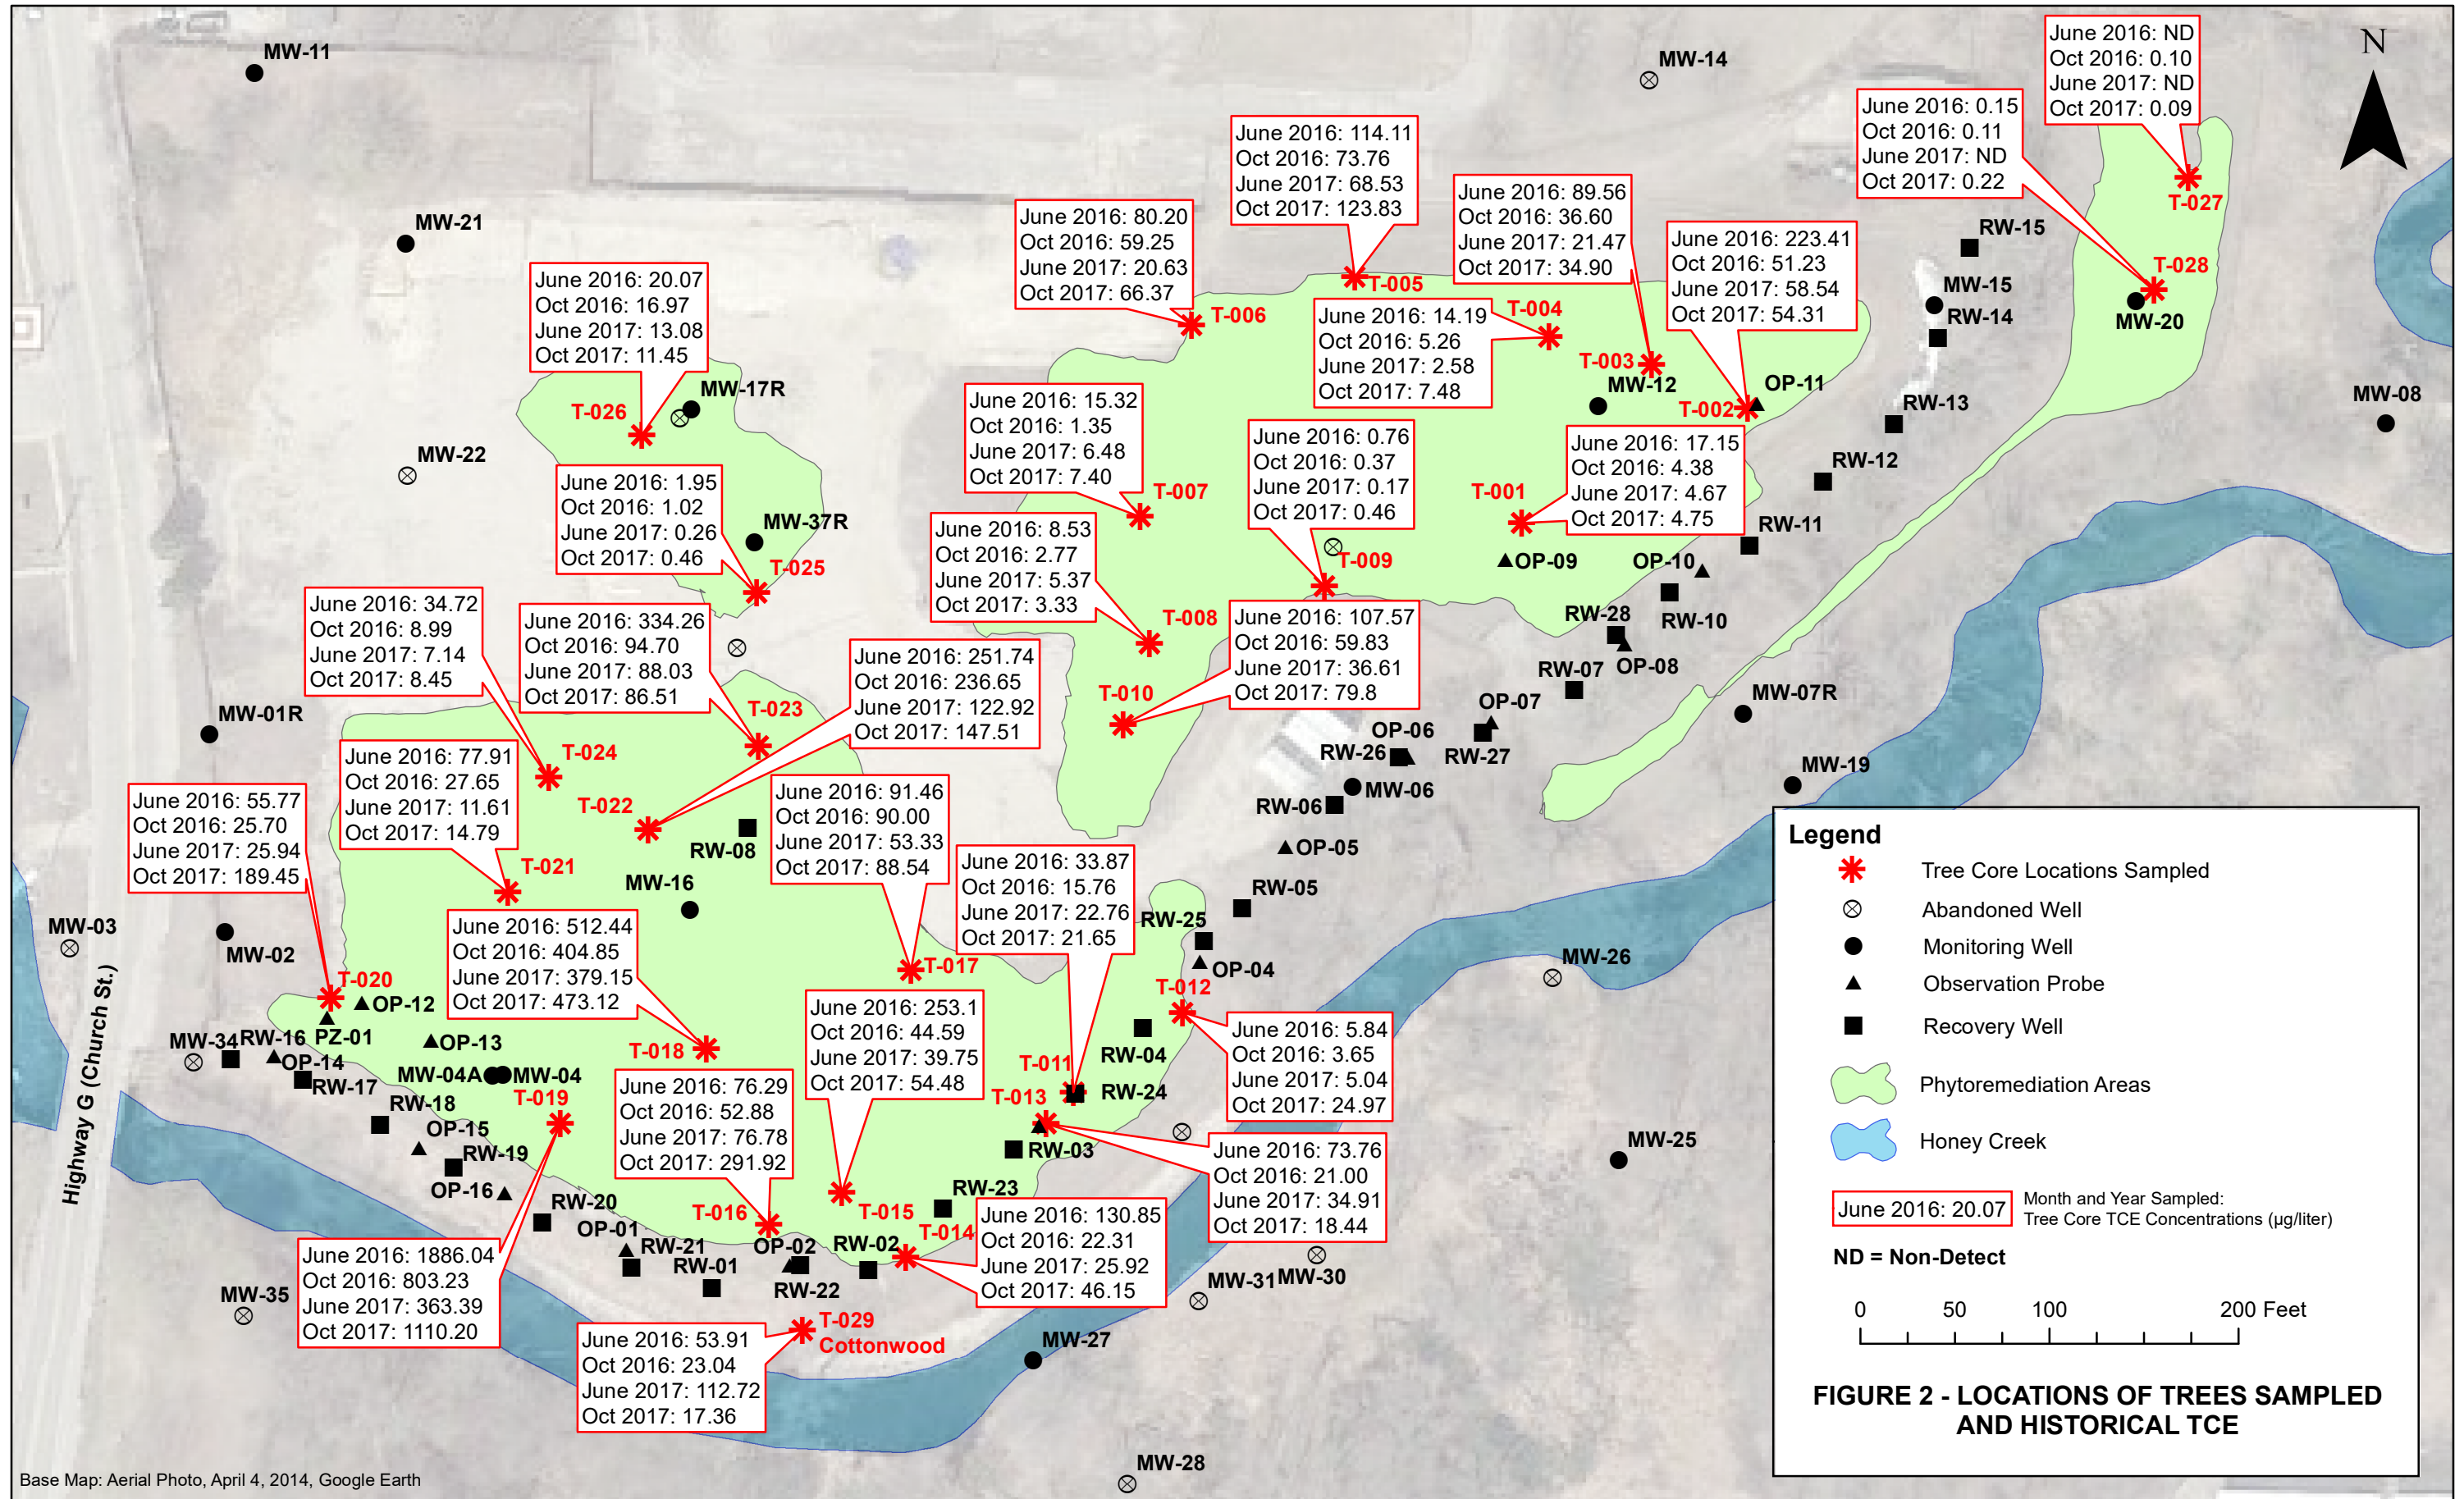 MW-11
MW-14
N
June 2016: ND
Oct 2016: 0.10
June 2017: ND
Oct 2017: 0.09
T-027
June 2016: 0.15
Oct 2016: 0.11
June 2017: ND
Oct 2017: 0.22
T-028
MW-20
RW-15
MW-15
RW-14
RW-13
MW-08
RW-12
RW-11
MW-21
June 2016: 114.11
Oct 2016: 73.76
June 2017: 68.53
Oct 2017: 123.83
T-005
June 2016: 89.56
Oct 2016: 36.60
June 2017: 21.47
Oct 2017: 34.90
T-003
MW-12
June 2016: 223.41
Oct 2016: 51.23
June 2017: 58.54
Oct 2017: 54.31
T-002
OP-11
June 2016: 80.20
Oct 2016: 59.25
June 2017: 20.63
Oct 2017: 66.37
T-006
June 2016: 14.19
Oct 2016: 5.26
June 2017: 2.58
Oct 2017: 7.48
T-004
June 2016: 20.07
Oct 2016: 16.97
June 2017: 13.08
Oct 2017: 11.45
T-026
MW-17R
MW-22
June 2016: 1.95
Oct 2016: 1.02
June 2017: 0.26
Oct 2017: 0.46
MW-37R
T-025
June 2016: 15.32
Oct 2016: 1.35
June 2017: 6.48
Oct 2017: 7.40
T-007
June 2016: 0.76
Oct 2016: 0.37
June 2017: 0.17
Oct 2017: 0.46
T-009
June 2016: 17.15
Oct 2016: 4.38
June 2017: 4.67
Oct 2017: 4.75
T-001
OP-09
OP-10
RW-10
RW-28
OP-08
RW-07
June 2016: 8.53
Oct 2016: 2.77
June 2017: 5.37
Oct 2017: 3.33
T-008
June 2016: 107.57
Oct 2016: 59.83
June 2017: 36.61
Oct 2017: 79.8
T-010
OP-07
RW-27
OP-06
RW-26
MW-06
RW-06
OP-05
RW-05
MW-07R
MW-19
June 2016: 34.72
Oct 2016: 8.99
June 2017: 7.14
Oct 2017: 8.45
T-024
June 2016: 334.26
Oct 2016: 94.70
June 2017: 88.03
Oct 2017: 86.51
T-023
June 2016: 251.74
Oct 2016: 236.65
June 2017: 122.92
Oct 2017: 147.51
T-022
RW-08
MW-16
MW-01R
June 2016: 77.91
Oct 2016: 27.65
June 2017: 11.61
Oct 2017: 14.79
T-021
June 2016: 55.77
Oct 2016: 25.70
June 2017: 25.94
Oct 2017: 189.45
T-020
MW-03
MW-02
Highway G (Church St.)
June 2016: 91.46
Oct 2016: 90.00
June 2017: 53.33
Oct 2017: 88.54
T-017
June 2016: 33.87
Oct 2016: 15.76
June 2017: 22.76
Oct 2017: 21.65
T-011
RW-25
OP-04
T-012
RW-04
RW-24
June 2016: 5.84
Oct 2016: 3.65
June 2017: 5.04
Oct 2017: 24.97
June 2016: 512.44
Oct 2016: 404.85
June 2017: 379.15
Oct 2017: 473.12
T-018
June 2016: 253.1
Oct 2016: 44.59
June 2017: 39.75
Oct 2017: 54.48
T-015
OP-12
PZ-01
OP-13
MW-34
RW-16
OP-14
RW-17
MW-04A
MW-04
T-019
RW-18
OP-15
RW-19
OP-16
RW-20
June 2016: 76.29
Oct 2016: 52.88
June 2017: 76.78
Oct 2017: 291.92
T-016
T-013
RW-03
June 2016: 73.76
Oct 2016: 21.00
June 2017: 34.91
Oct 2017: 18.44
RW-23
T-014
June 2016: 130.85
Oct 2016: 22.31
June 2017: 25.92
Oct 2017: 46.15
OP-01
RW-21
RW-01
OP-02
RW-22
RW-02
June 2016: 1886.04
Oct 2016: 803.23
June 2017: 363.39
Oct 2017: 1110.20
MW-35
June 2016: 53.91
Oct 2016: 23.04
June 2017: 112.72
Oct 2017: 17.36
T-029
Cottonwood
MW-27
MW-31
MW-30
MW-28
MW-26
MW-25
Legend
Tree Core Locations Sampled
Abandoned Well
Monitoring Well
Observation Probe
Recovery Well
Phytoremediation Areas
Honey Creek
June 2016: 20.07
Month and Year Sampled:
Tree Core TCE Concentrations (µg/liter)
ND = Non-Detect
0 50 100 200 Feet
FIGURE 2 - LOCATIONS OF TREES SAMPLED
AND HISTORICAL TCE
Base Map: Aerial Photo, April 4, 2014, Google Earth